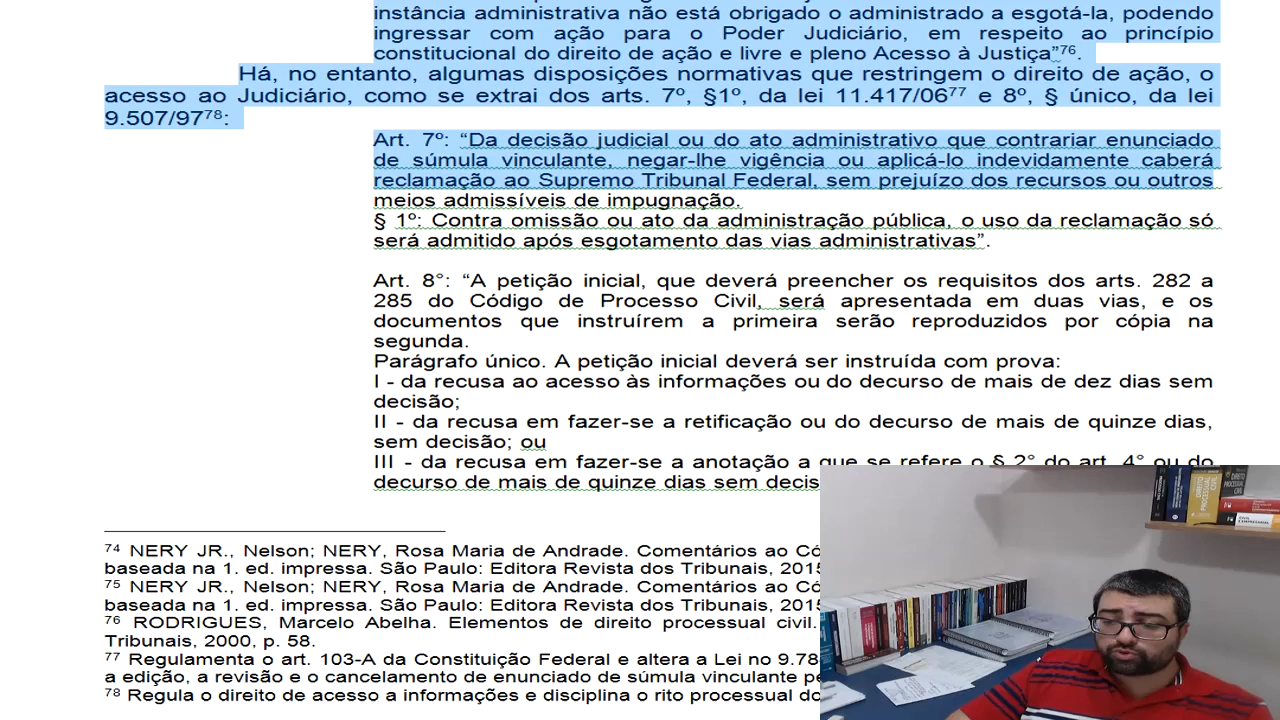 instância administrativa não está obrigado o administrado a esgotá-la, podendo
ingressar com ação para o Poder Judiciário, em respeito ao princípio
constitucional do direito de ação e livre e pleno Acesso à Justiça”⁷⁶.
Há, no entanto, algumas disposições normativas que restringem o direito de ação, o
acesso ao Judiciário, como se extrai dos arts. 7º, §1º, da lei 11.417/06⁷⁷ e 8º, § único, da lei
9.507/97⁷⁸:
Art. 7º: “Da decisão judicial ou do ato administrativo que contrariar enunciado
de súmula vinculante, negar-lhe vigência ou aplicá-lo indevidamente caberá
reclamação ao Supremo Tribunal Federal, sem prejuízo dos recursos ou outros
meios admissíveis de impugnação.
§ 1º: Contra omissão ou ato da administração pública, o uso da reclamação só
será admitido após esgotamento das vias administrativas”.
Art. 8°: “A petição inicial, que deverá preencher os requisitos dos arts. 282 a
285 do Código de Processo Civil, será apresentada em duas vias, e os
documentos que instruírem a primeira serão reproduzidos por cópia na
segunda.
Parágrafo único. A petição inicial deverá ser instruída com prova:
I - da recusa ao acesso às informações ou do decurso de mais de dez dias sem
decisão;
II - da recusa em fazer-se a retificação ou do decurso de mais de quinze dias,
sem decisão; ou
III - da recusa em fazer-se a anotação a que se refere o § 2° do art. 4° ou do
decurso de mais de quinze dias sem decis
74 NERY JR., Nelson; NERY, Rosa Maria de Andrade. Comentários ao Có
baseada na 1. ed. impressa. São Paulo: Editora Revista dos Tribunais, 2015
75 NERY JR., Nelson; NERY, Rosa Maria de Andrade. Comentários ao Có
baseada na 1. ed. impressa. São Paulo: Editora Revista dos Tribunais, 2015
76 RODRIGUES, Marcelo Abelha. Elementos de direito processual civil.
Tribunais, 2000, p. 58.
77 Regulamenta o art. 103-A da Constituição Federal e altera a Lei no 9.78
a edição, a revisão e o cancelamento de enunciado de súmula vinculante pe
78 Regula o direito de acesso a informações e disciplina o rito processual do
DIREITO
PROCESSUAL
CIVIL